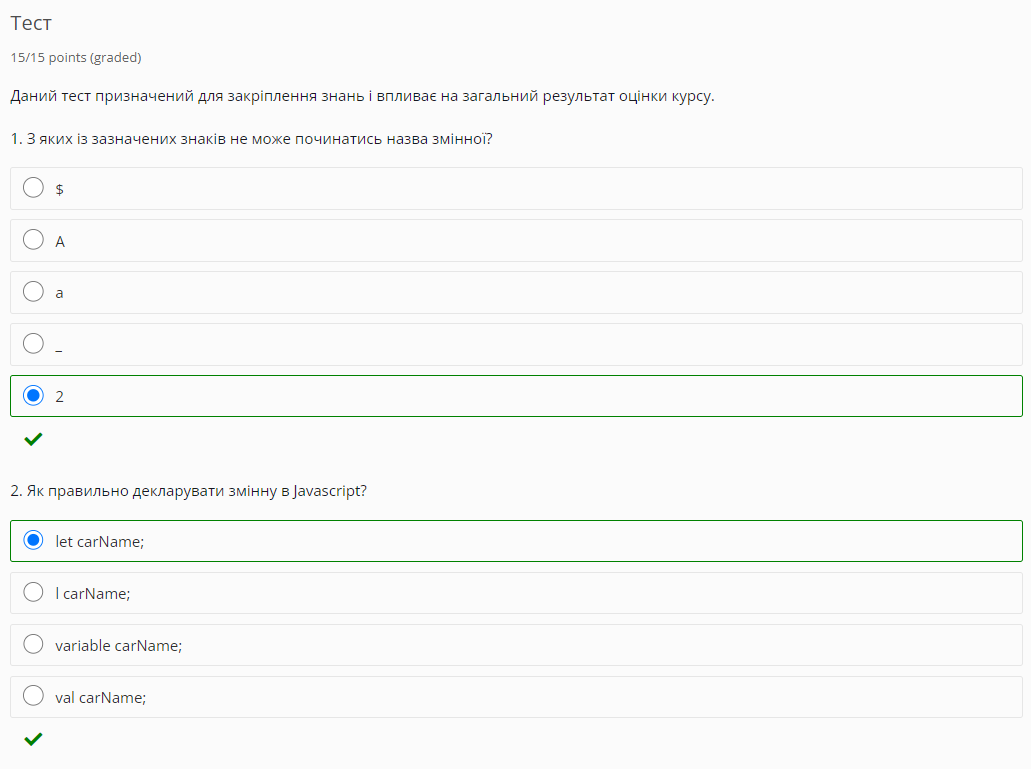 Тест
15/15 points (graded)
Даний тест призначений для закріплення знань і впливає на загальний результат оцінки курсу.
1. З яких із зазначених знаків не може починатись назва змінної?
$
A
a
_
2
2. Як правильно декларувати змінну в Javascript?
let carName;
l carName;
variable carName;
val carName;